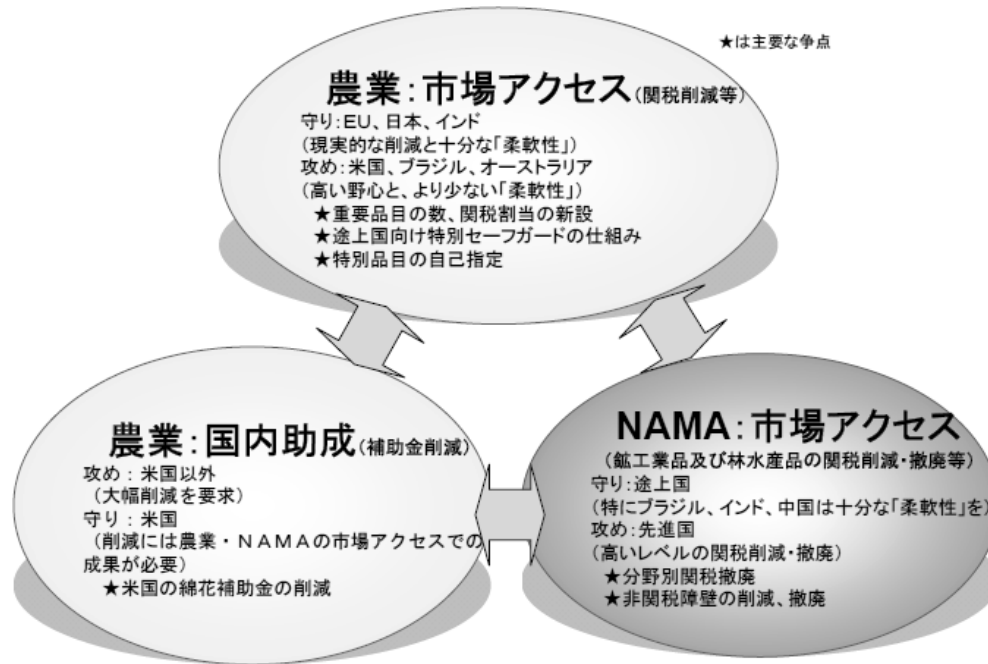 ★は主要な争点
農業：市場アクセス(関税削減等)
守り：EU、日本、インド
(現実的な削減と十分な「柔軟性」)
攻め：米国、ブラジル、オーストラリア
(高い野心と、より少ない「柔軟性」)
★重要品目の数、関税割当の新設
★途上国向け特別セーフガードの仕組み
★特別品目の自己指定
農業：国内助成(補助金削減)
攻め：米国以外
（大幅削減を要求）
守り：米国
（削減には農業・ＮＡＭＡの市場アクセスでの
成果が必要）
★米国の綿花補助金の削減
NAMA：市場アクセス
(鉱工業品及び林水産品の関税削減・撤廃等)
守り：途上国
(特にブラジル、インド、中国は十分な「柔軟性」を)
攻め：先進国
(高いレベルの関税削減・撤廃)
★分野別関税撤廃
★非関税障壁の削減、撤廃